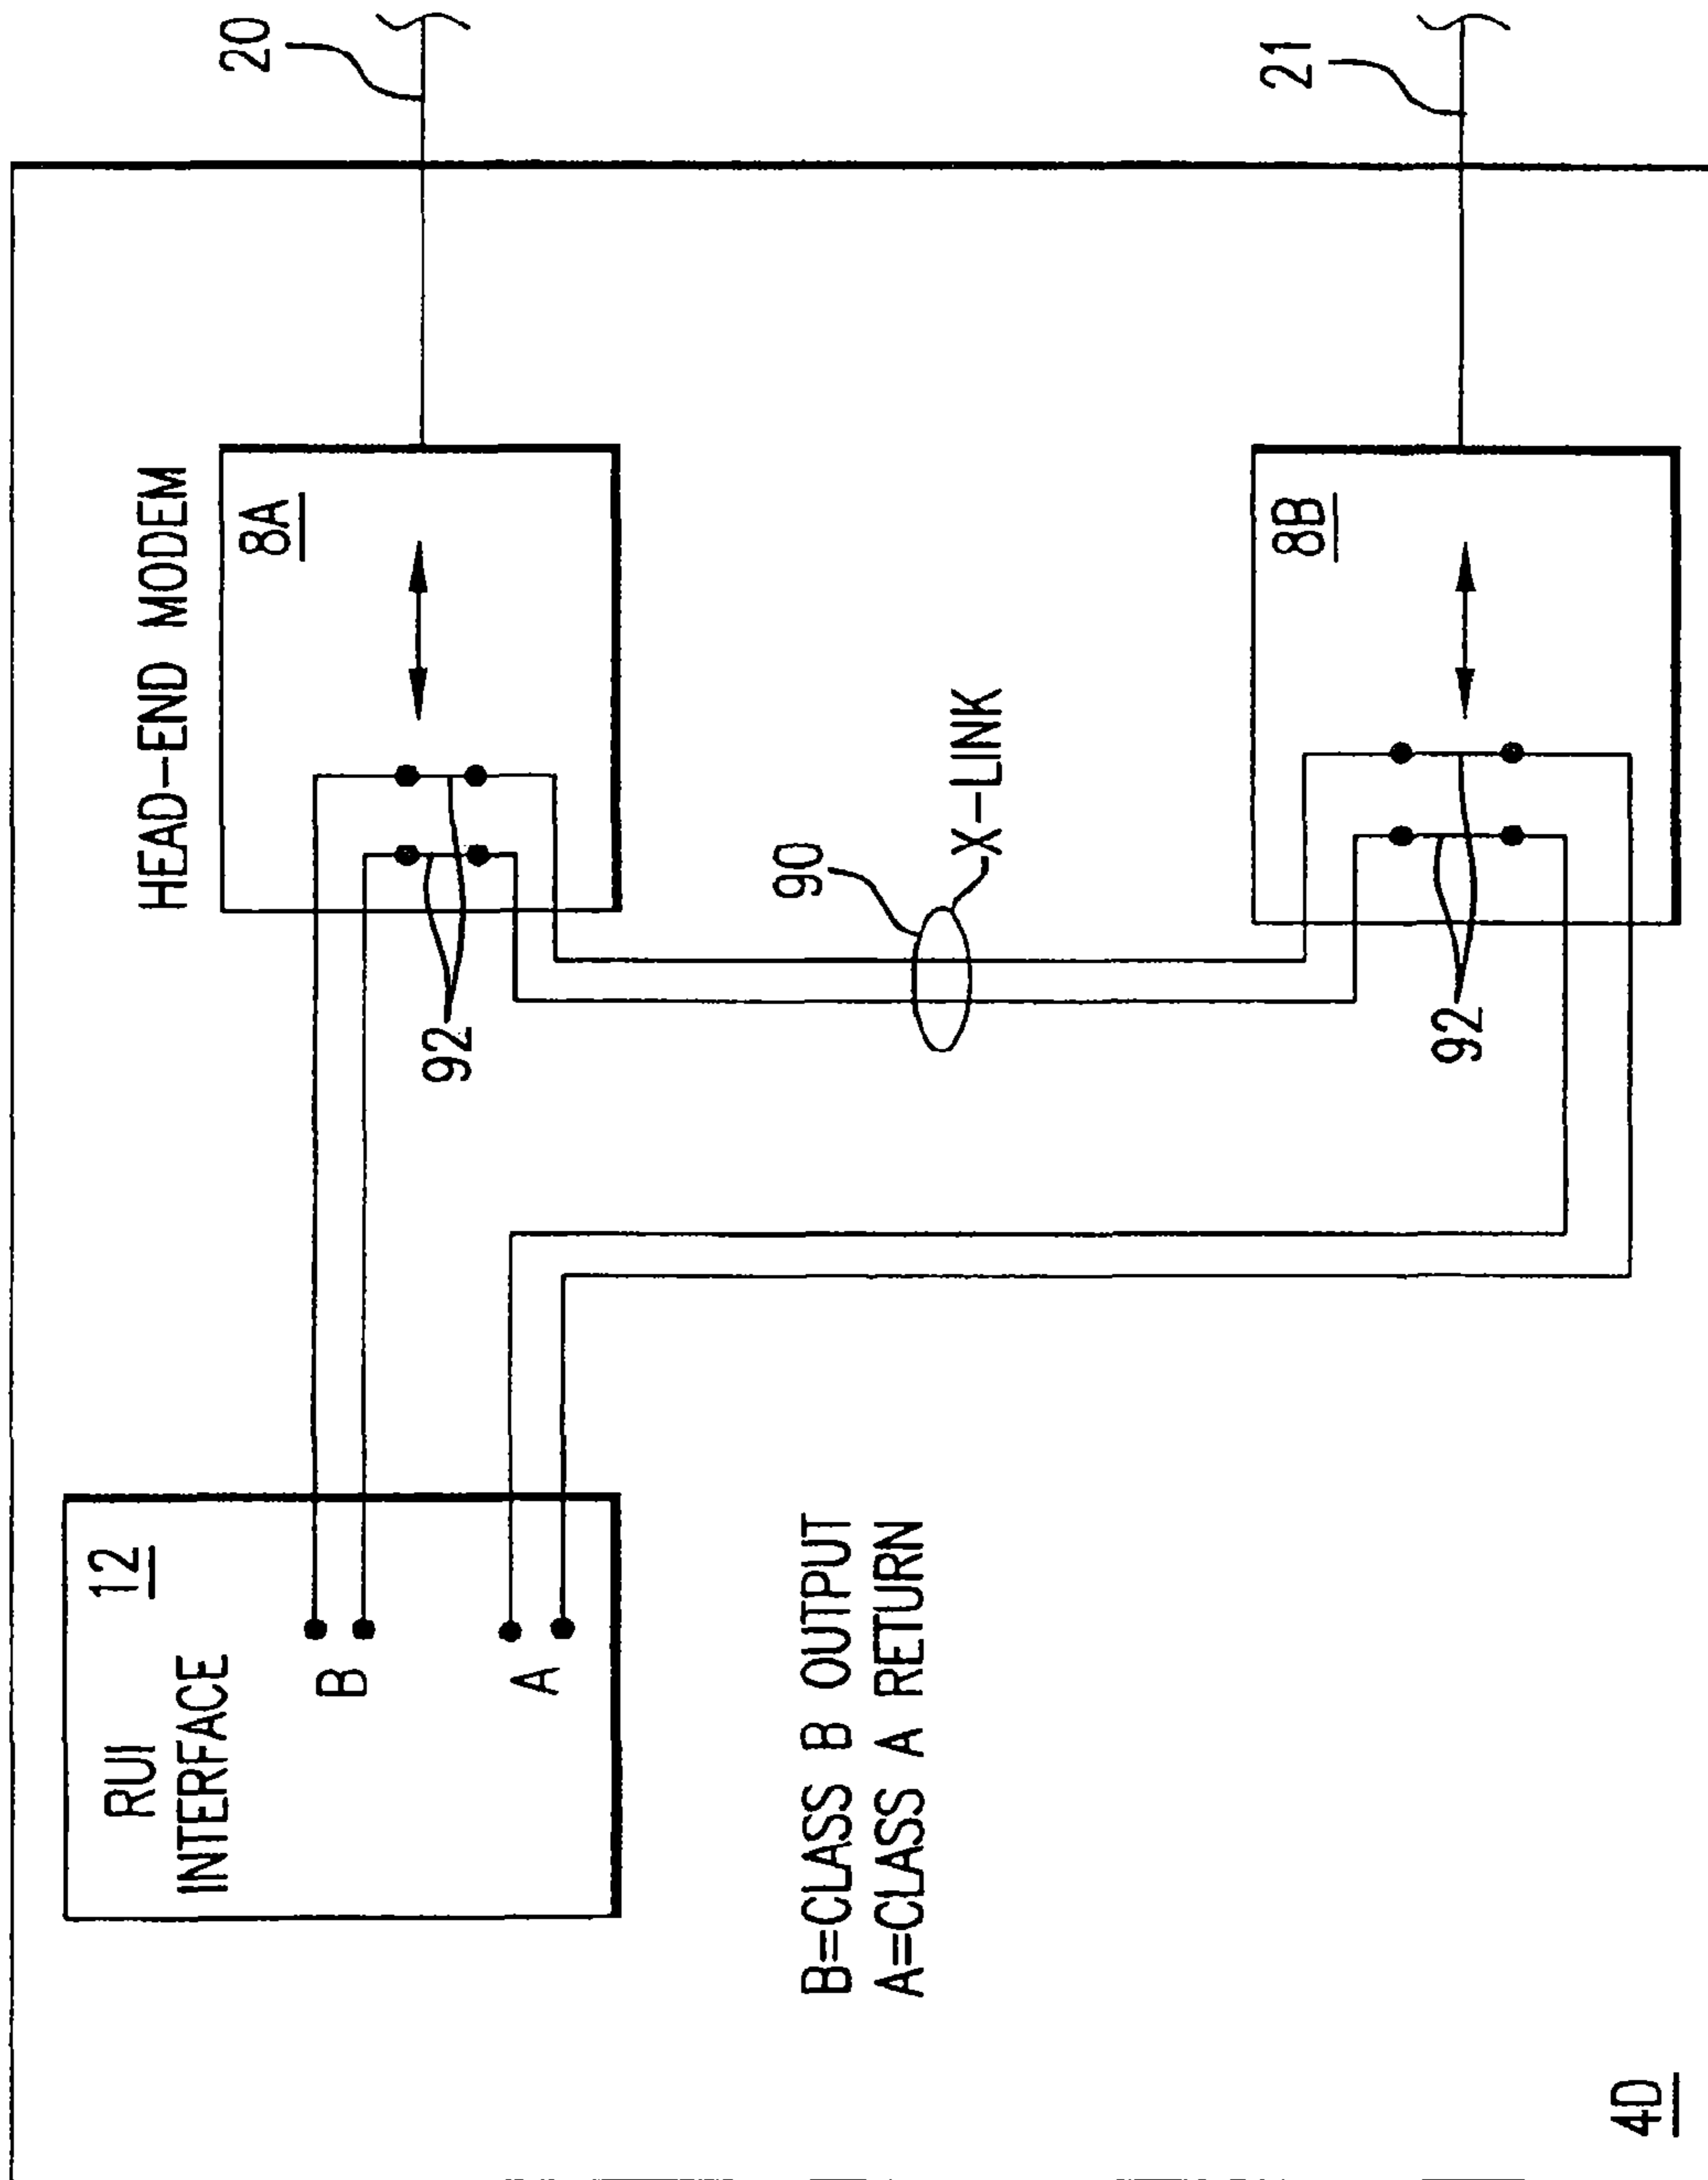 HEAD-END MODEM
20
8A
RUI
INTERFACE
12
B
A
92
90
X-LINK
B=CLASS B OUTPUT
A=CLASS A RETURN
21
8B
92
4D